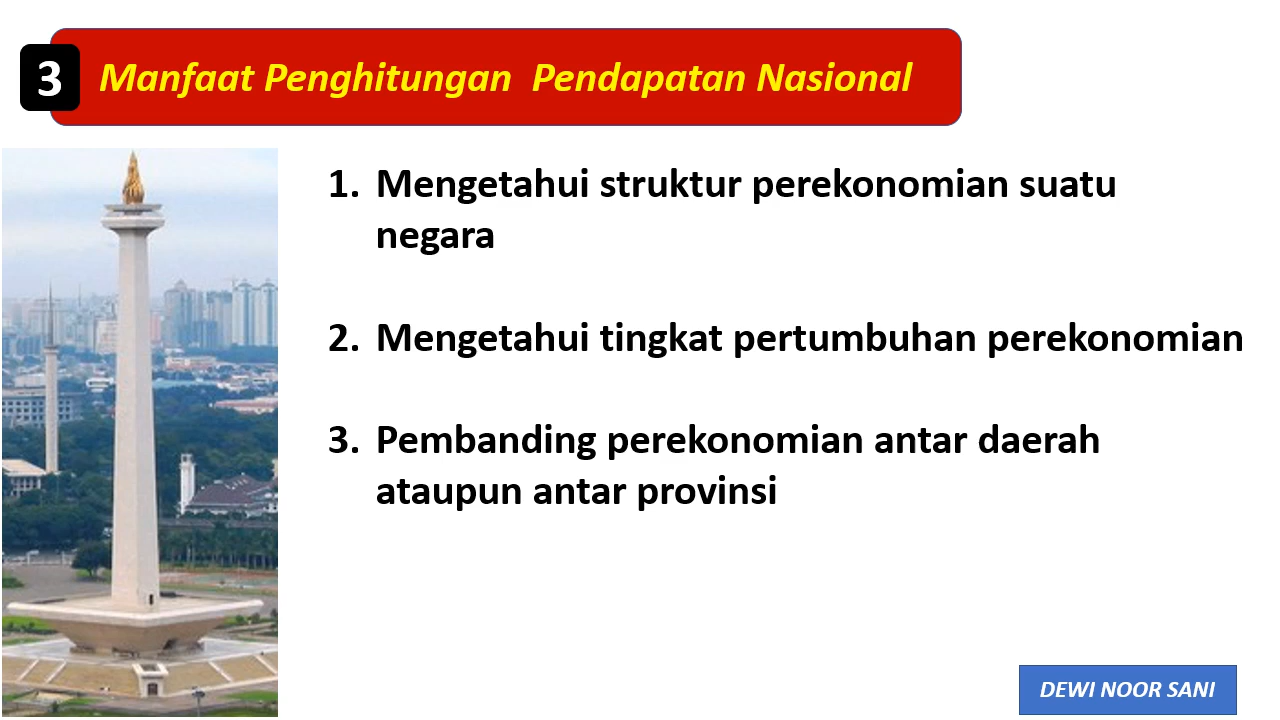 3 Manfaat Penghitungan Pendapatan Nasional
1. Mengetahui struktur perekonomian suatu
negara
2. Mengetahui tingkat pertumbuhan perekonomian
3. Pembanding perekonomian antar daerah
ataupun antar provinsi
DEWI NOOR SANI